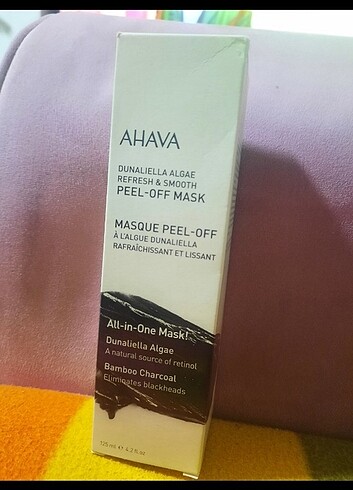 AHAVA
DUNALIELLA ALGAE
REFRESH & SMOOTH
PEEL-OFF MASK
MASQUE PEEL-OFF
À L'ALGUE DUNALIELLA
RAFRAÎCHISSANT ET LISSANT
All-in-One Mask!
Dunaliella Algae
A natural source of retinol
Bamboo Charcoal
Eliminates blackheads
125 ml ℮ 4.2 fl.oz